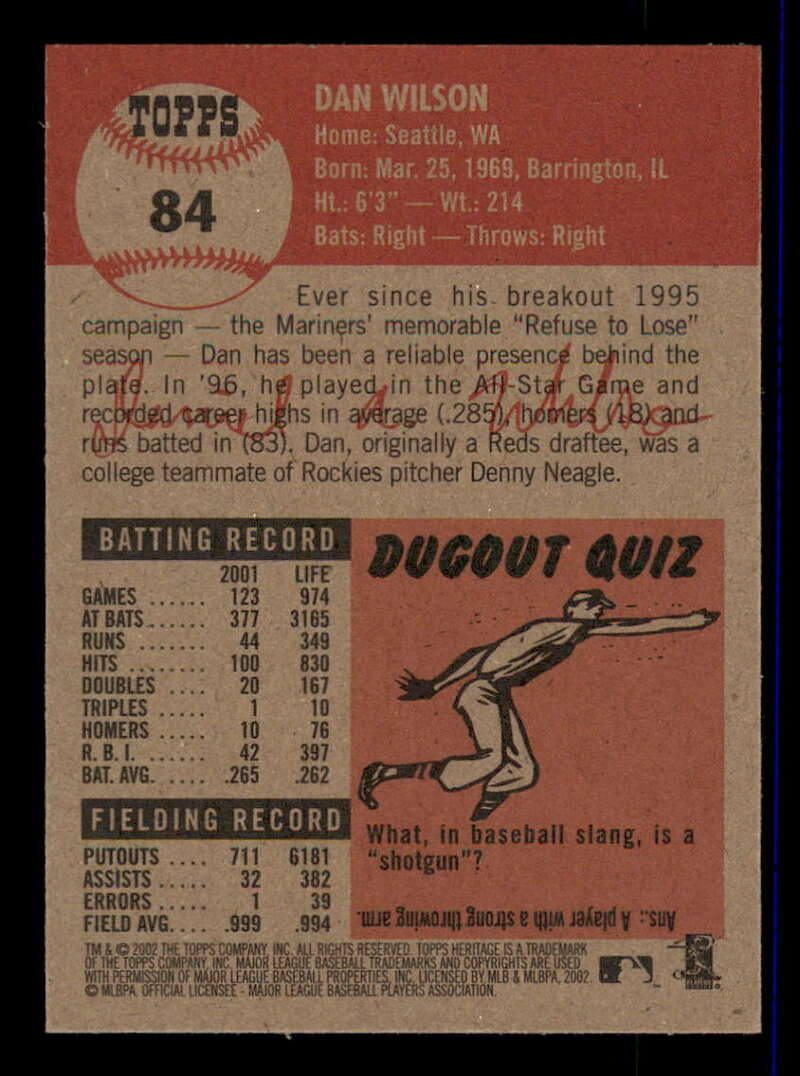 TOPPS
84
DAN WILSON
Home: Seattle, WA
Born: Mar. 25, 1969, Barrington, IL
Ht.: 6'3" — Wt.: 214
Bats: Right — Throws: Right
Ever since his breakout 1995
campaign — the Mariners' memorable "Refuse to Lose"
season — Dan has been a reliable presence behind the
plate. In '96, he played in the All-Star Game and
recorded career highs in average (.285), homers (18) and
runs batted in (83). Dan, originally a Reds draftee, was a
college teammate of Rockies pitcher Denny Neagle.
BATTING RECORD
2001 LIFE
GAMES ...... 123 974
AT BATS....... 377 3165
RUNS ....... 44 349
HITS ........ 100 830
DOUBLES .... 20 167
TRIPLES ..... 1 10
HOMERS ..... 10 76
R.B.I. ...... 42 397
BAT. AVG. .... .265 .262
FIELDING RECORD
PUTOUTS .... 711 6181
ASSISTS ..... 32 382
ERRORS ..... 1 39
FIELD AVG. ... .999 .994
DUGOUT QUIZ
What, in baseball slang, is a
"shotgun"?
Ans.: A player with a strong throwing arm.
TM & © 2002 THE TOPPS COMPANY, INC. ALL RIGHTS RESERVED. TOPPS HERITAGE IS A TRADEMARK
OF THE TOPPS COMPANY, INC. MAJOR LEAGUE BASEBALL TRADEMARKS AND COPYRIGHTS ARE USED
WITH PERMISSION OF MAJOR LEAGUE BASEBALL PROPERTIES, INC. LICENSED BY MLB & MLBPA, 2002.
© MLBPA. OFFICIAL LICENSEE - MAJOR LEAGUE BASEBALL PLAYERS ASSOCIATION.